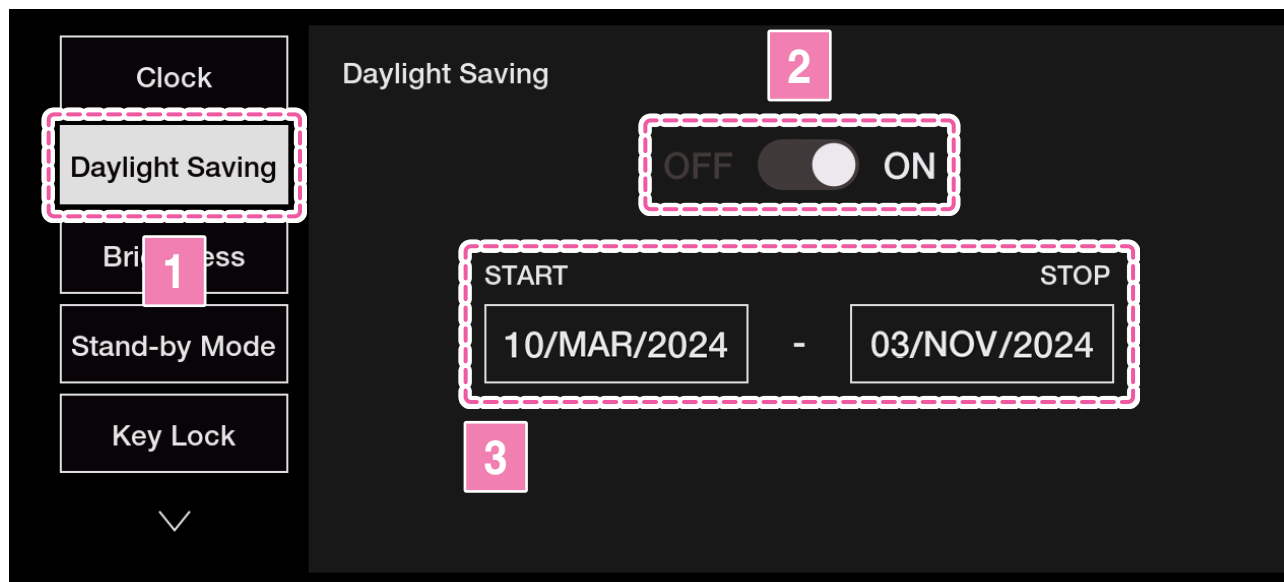 Clock
Daylight Saving
1
Stand-by Mode
Key Lock
Daylight Saving
2
OFF ON
START STOP
10/MAR/2024 - 03/NOV/2024
3